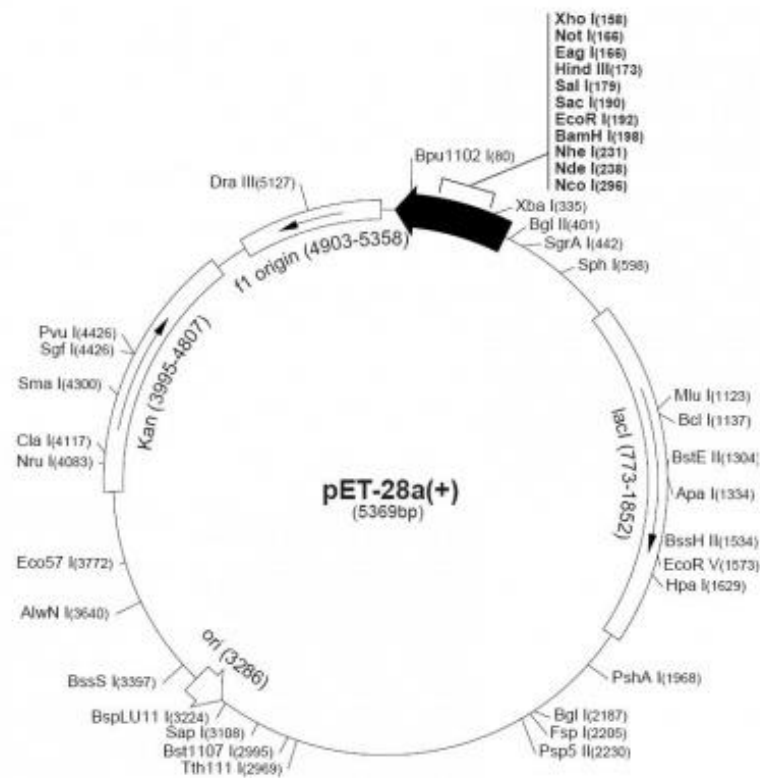 Xho I(158)
Not I(166)
Eag I(166)
Hind III(173)
Sal I(179)
Sac I(190)
EcoR I(192)
BamH I(198)
Nhe I(231)
Nde I(238)
Nco I(296)
Bpu1102 I(80)
Dra III(5127)
Xba I(335)
Bgl II(401)
SgrA I(442)
Sph I(598)
f1 origin (4903-5358)
Pvu I(4426)
Sgf I(4426)
Sma I(4300)
Kan (3995-4807)
Cla I(4117)
Nru I(4083)
Mlu I(1123)
Bcl I(1137)
BstE II(1304)
Apa I(1334)
lacI (773-1852)
BssH II(1534)
EcoR V(1573)
Hpa I(1629)
pET-28a(+)
(5369bp)
Eco57 I(3772)
AlwN I(3640)
ori (3286)
BssS I(3397)
BspLU11 I(3224)
Sap I(3108)
Bst1107 I(2995)
Tth111 I(2969)
PshA I(1968)
Bgl I(2187)
Fsp I(2205)
Psp5 II(2230)